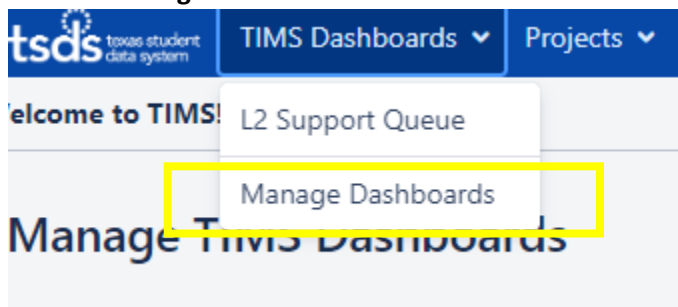 tsds texas student data system TIMS Dashboards Projects
elcome to TIMS!
L2 Support Queue
Manage Dashboards
Manage TIMS Dashboards